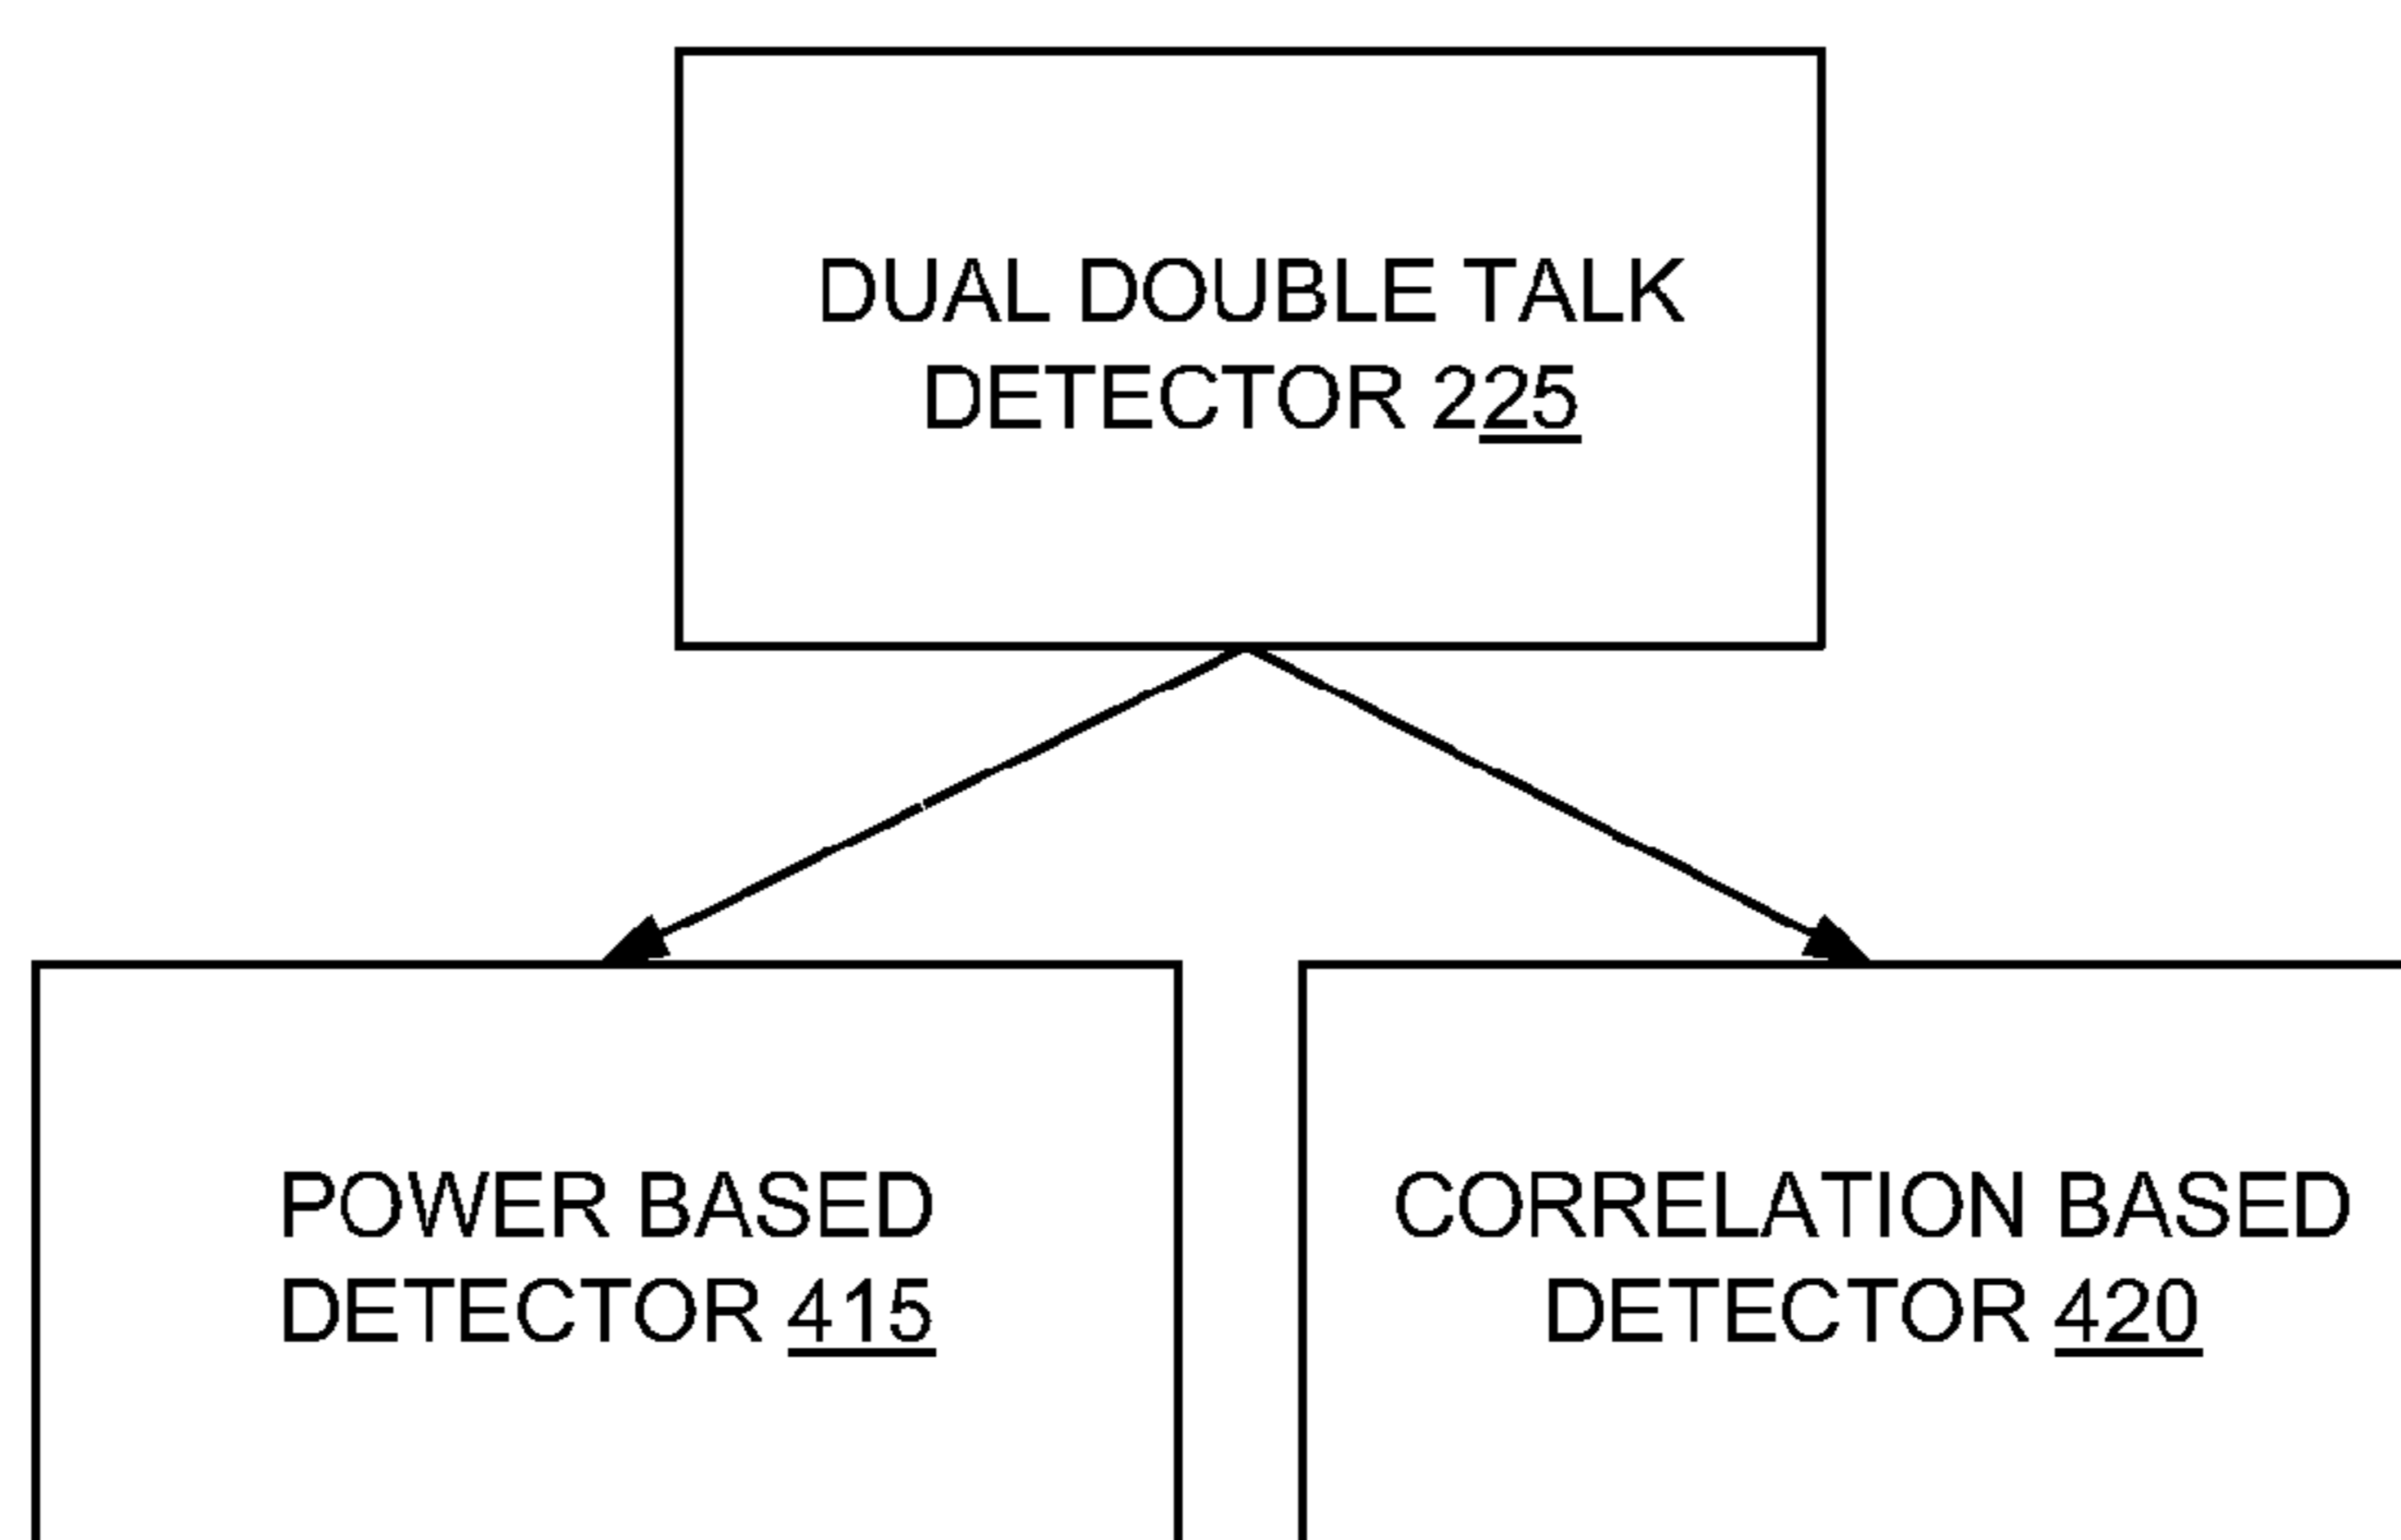 DUAL DOUBLE TALK
DETECTOR 225
POWER BASED
DETECTOR 415
CORRELATION BASED
DETECTOR 420